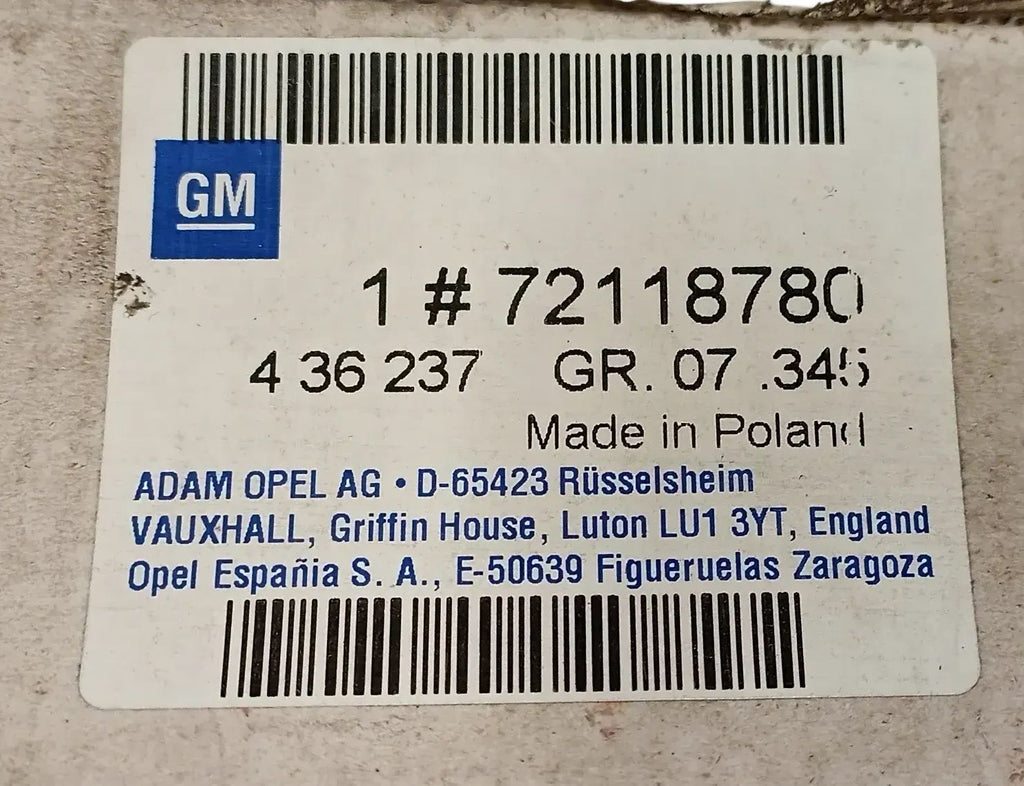 GM
1 # 72118780
4 36 237 GR. 07 .345
Made in Poland
ADAM OPEL AG • D-65423 Rüsselsheim
VAUXHALL, Griffin House, Luton LU1 3YT, England
Opel Españia S. A., E-50639 Figueruelas Zaragoza